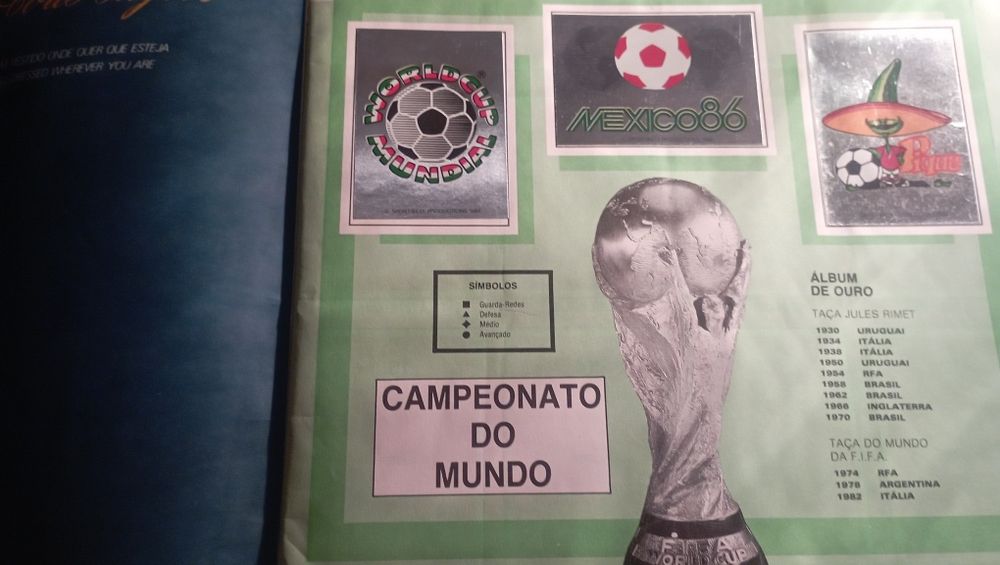 VESTIDO ONDE QUER QUE ESTEJA
DRESSED WHEREVER YOU ARE
WORLD CUP
MUNDIAL
MEXICO86
Pique
SÍMBOLOS
Guarda-Redes
Defesa
Médio
Avançado
CAMPEONATO
DO
MUNDO
ÁLBUM
DE OURO
TAÇA JULES RIMET
1930 URUGUAI
1934 ITÁLIA
1938 ITÁLIA
1950 URUGUAI
1954 RFA
1958 BRASIL
1962 BRASIL
1966 INGLATERRA
1970 BRASIL
TAÇA DO MUNDO
DA F.I.F.A.
1974 RFA
1978 ARGENTINA
1982 ITÁLIA
FIFA
WORLD CUP